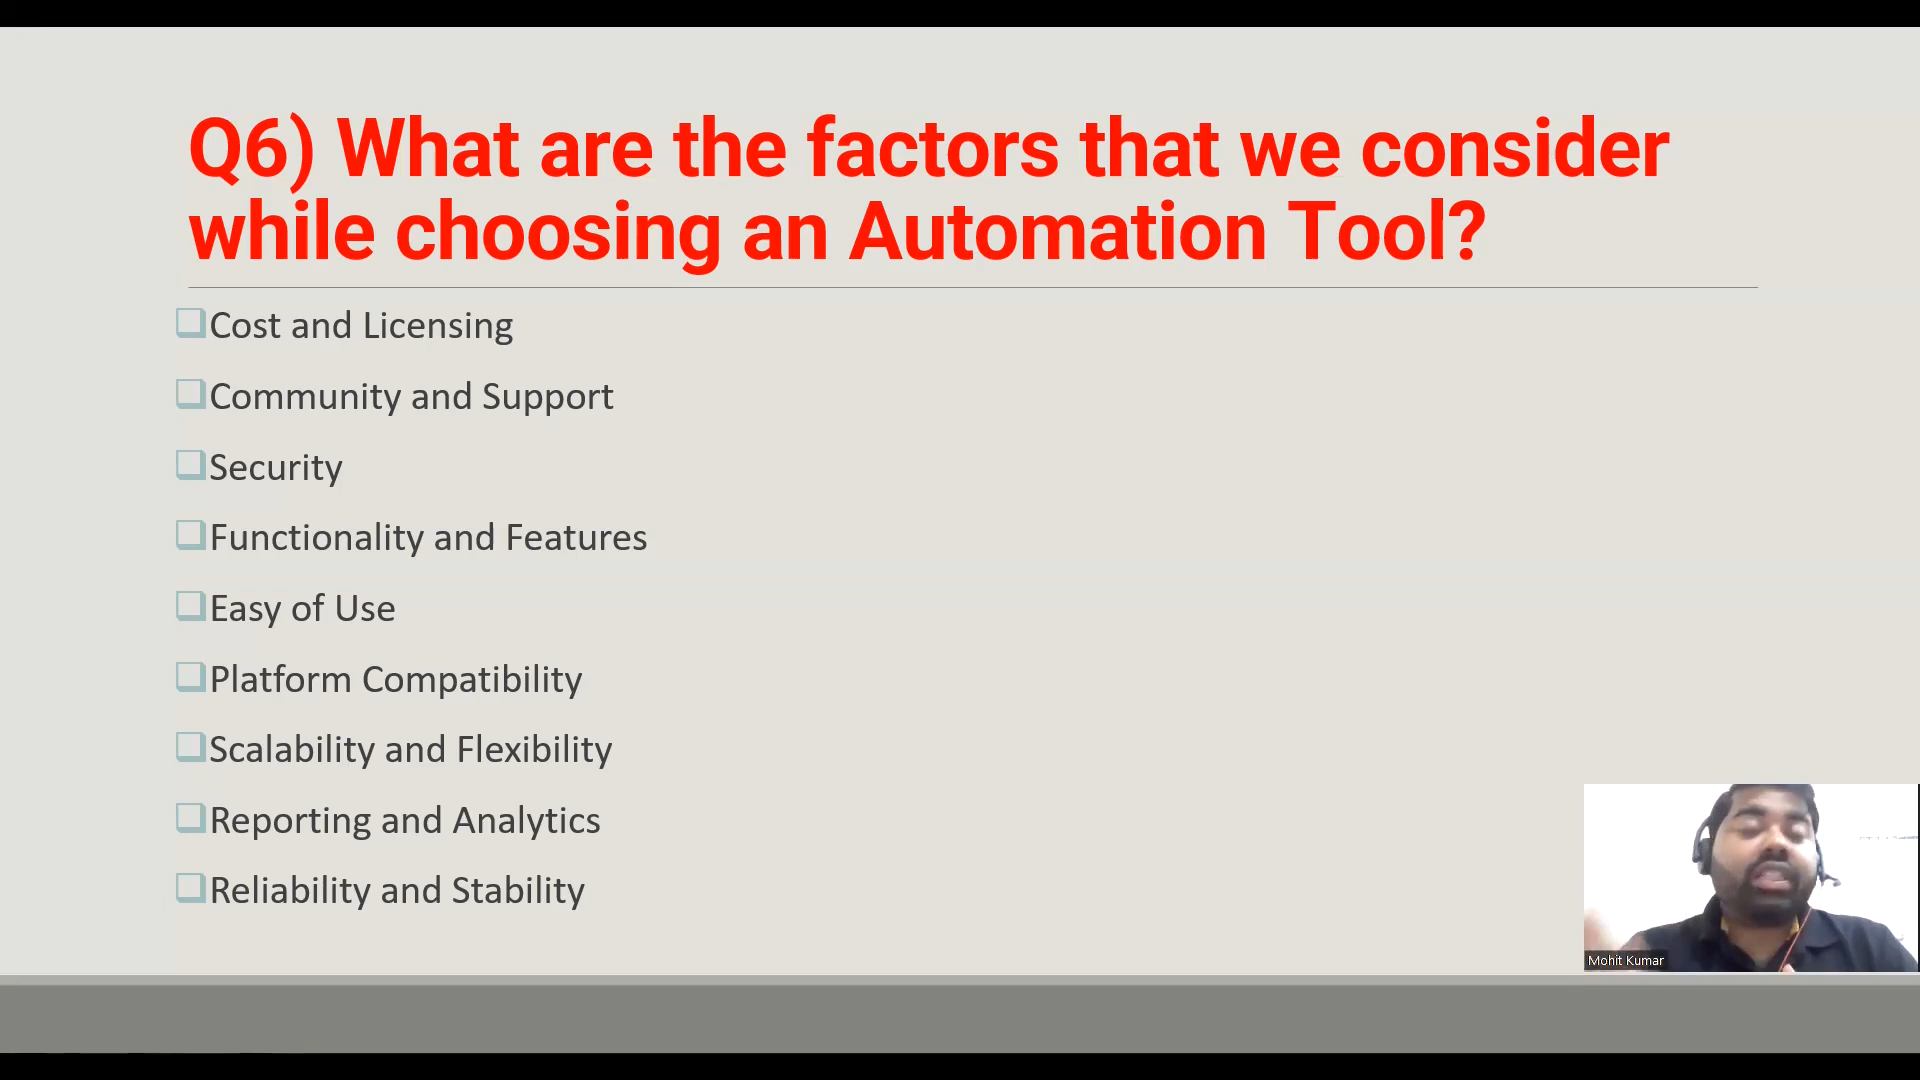 Q6) What are the factors that we consider
while choosing an Automation Tool?
Cost and Licensing
Community and Support
Security
Functionality and Features
Easy of Use
Platform Compatibility
Scalability and Flexibility
Reporting and Analytics
Reliability and Stability
Mohit Kumar